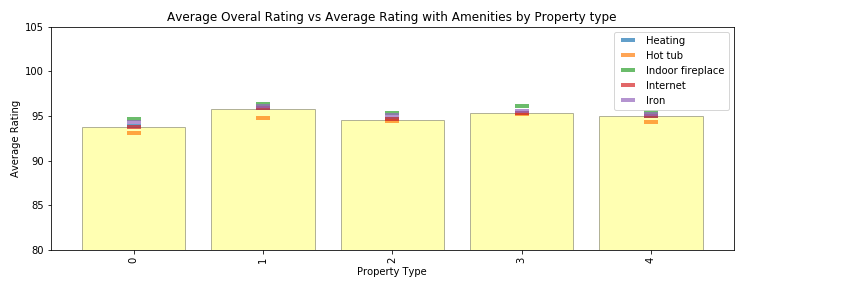 Average Overal Rating vs Average Rating with Amenities by Property type
105
100
95
90
85
80
Average Rating
Heating
Hot tub
Indoor fireplace
Internet
Iron
0
1
2
3
4
Property Type